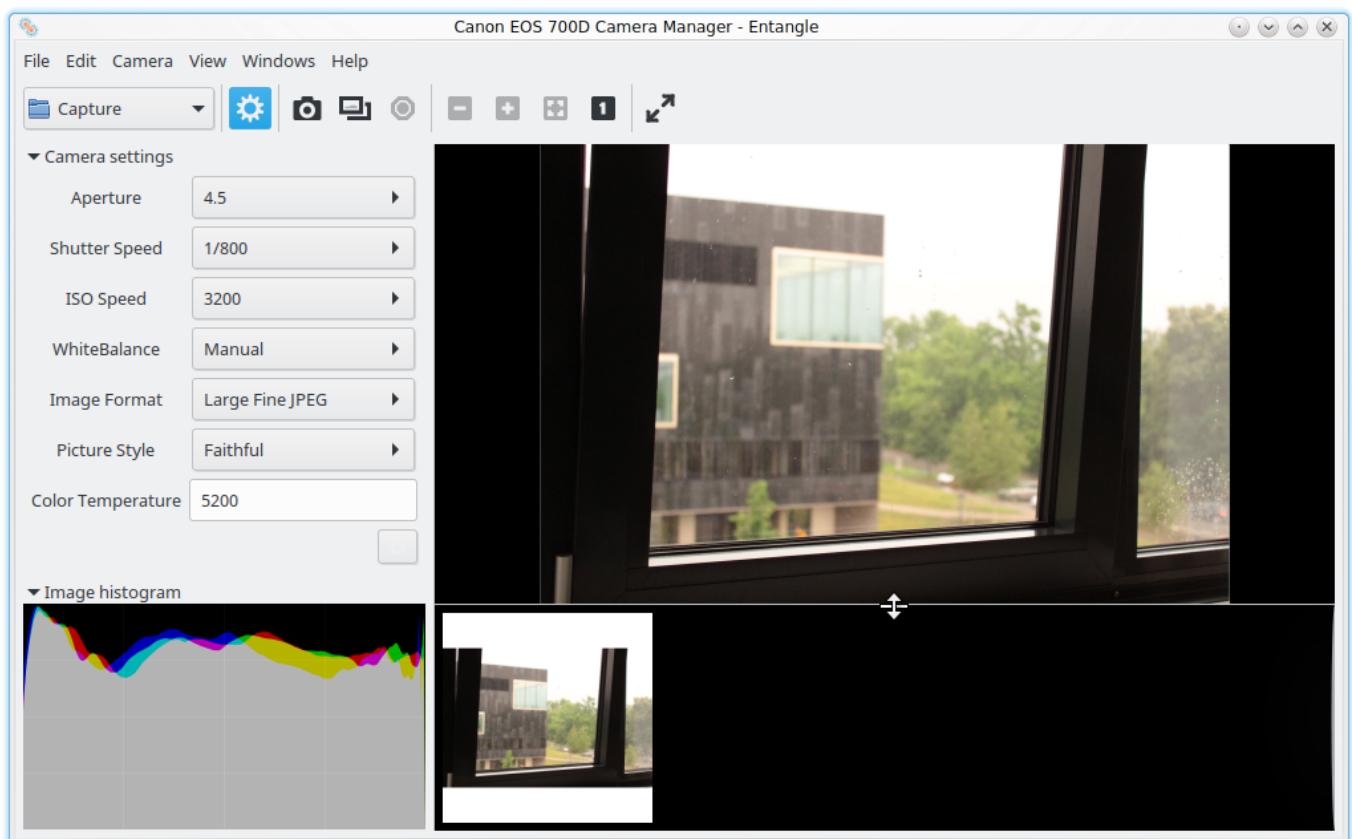 Canon EOS 700D Camera Manager - Entangle
File Edit Camera View Windows Help
Capture
1
Camera settings
Aperture 4.5
Shutter Speed 1/800
ISO Speed 3200
WhiteBalance Manual
Image Format Large Fine JPEG
Picture Style Faithful
Color Temperature 5200
Image histogram